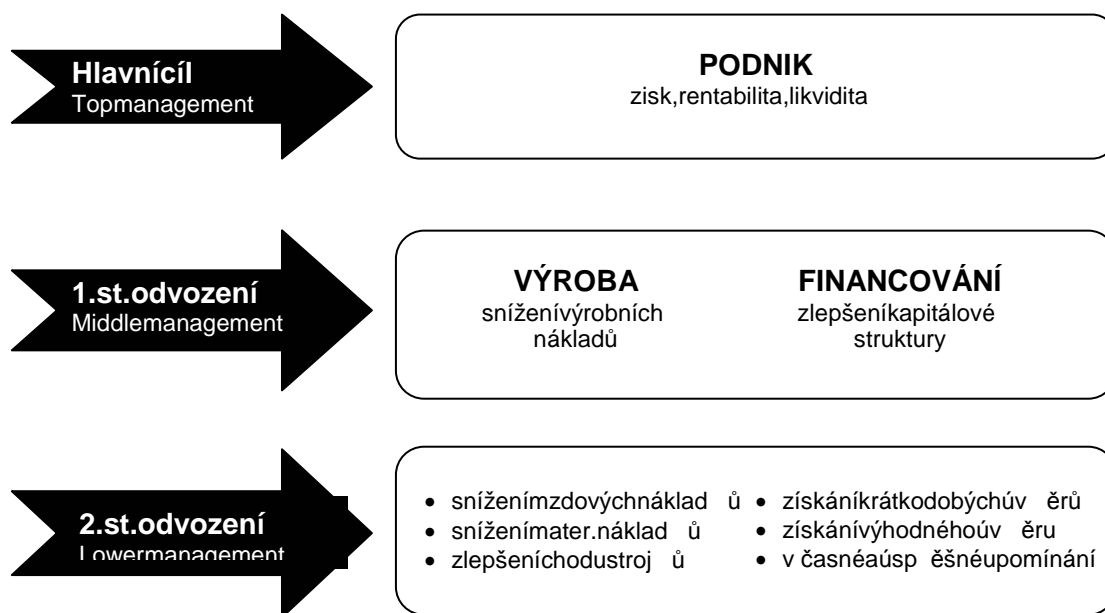 Hlavnícíl
Topmanagement
PODNIK
zisk,rentabilita,likvidita
1.st.odvození
Middlemanagement
VÝROBA
sníženívýrobních
nákladů
FINANCOVÁNÍ
zlepšeníkapitálové
struktury
2.st.odvození
Lowermanagement
• sníženímzdovýchnáklad ů
• sníženímater.náklad ů
• zlepšeníchodustroj ů
• získáníkrátkodobýchúv ěrů
• získánívýhodnéhoúv ěru
• v časnéaúsp ěšnéupomínání